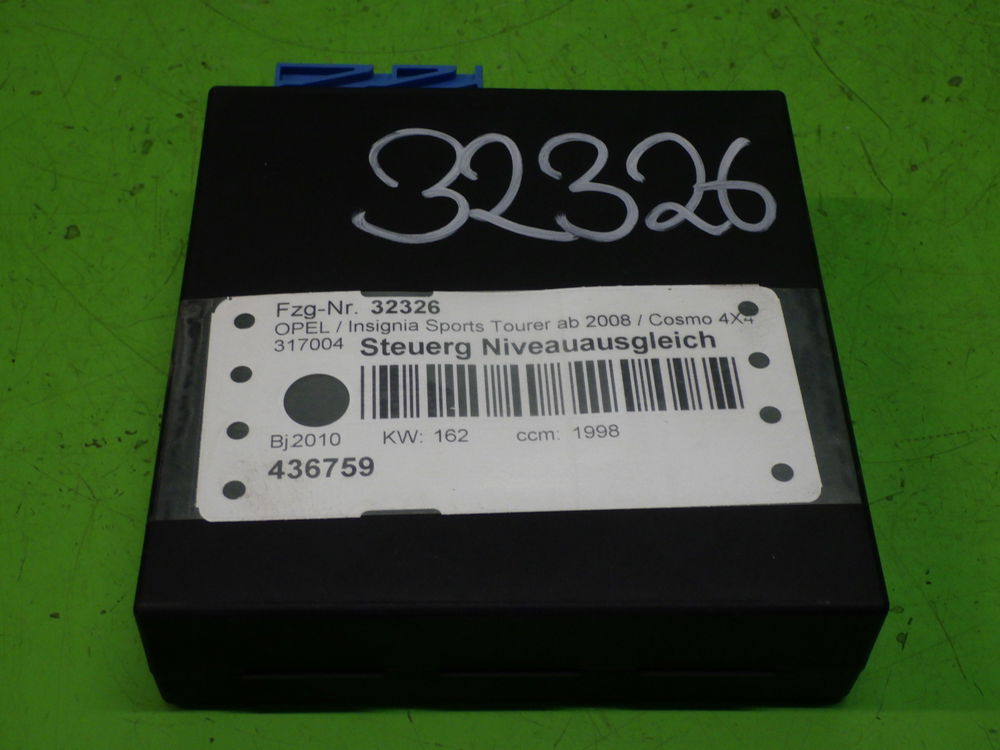 32326
Fzg-Nr. 32326
OPEL / Insignia Sports Tourer ab 2008 / Cosmo 4X4
317004 Steuerg Niveauausgleich
Bj.2010 KW: 162 ccm: 1998
436759